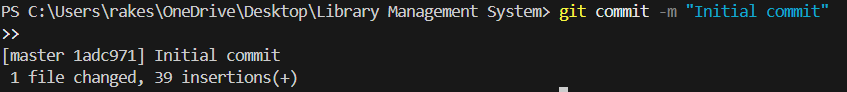 PS C:\Users\rakes\OneDrive\Desktop\Library Management System> git commit -m "Initial commit"
>>
[master 1adc971] Initial commit
 1 file changed, 39 insertions(+)